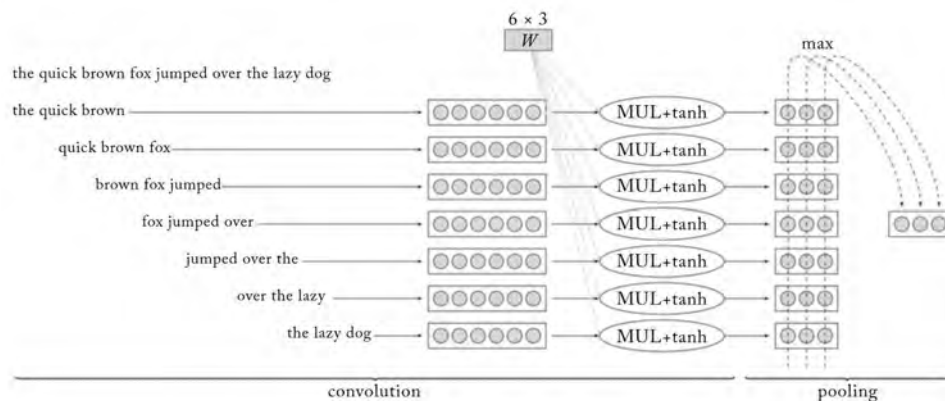 6 × 3
W
max
the quick brown fox jumped over the lazy dog
the quick brown MUL+tanh
quick brown fox MUL+tanh
brown fox jumped MUL+tanh
fox jumped over MUL+tanh
jumped over the MUL+tanh
over the lazy MUL+tanh
the lazy dog MUL+tanh
convolution pooling